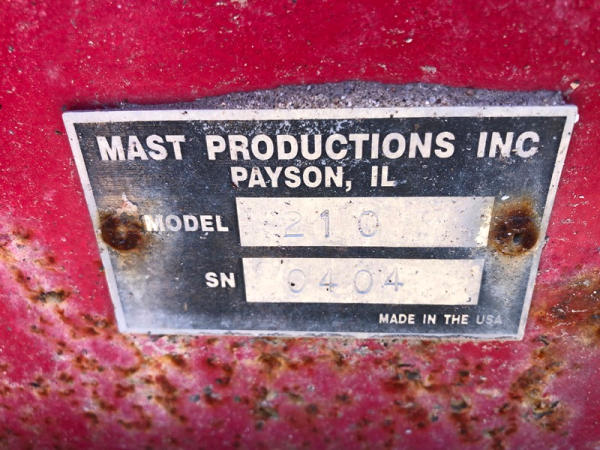 MAST PRODUCTIONS INC
PAYSON, IL
MODEL 210
SN 0404
MADE IN THE USA